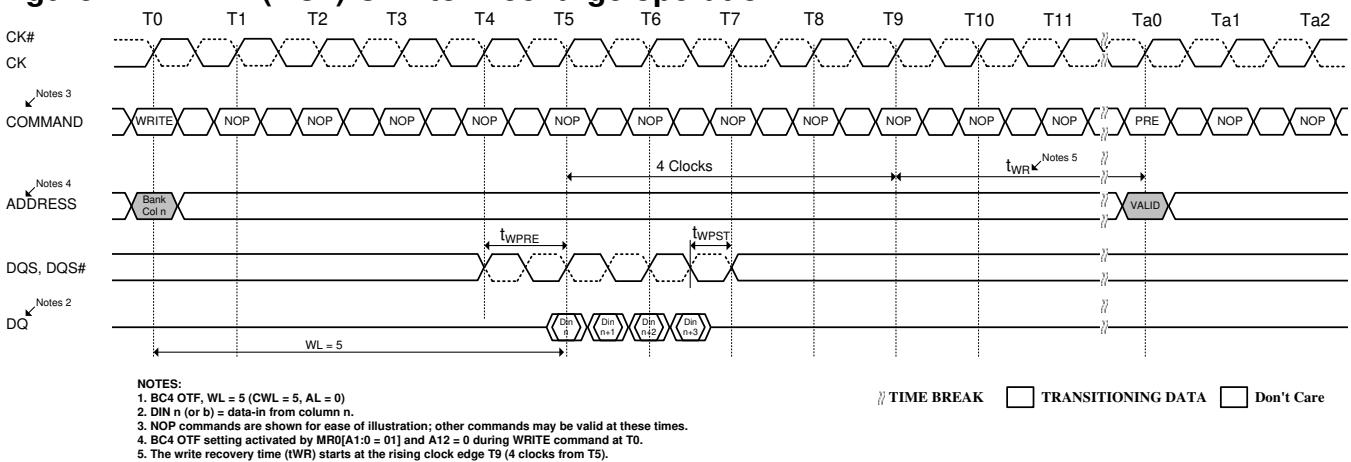 T0 T1 T2 T3 T4 T5 T6 T7 T8 T9 T10 T11 Ta0 Ta1 Ta2
CK#
CK
Notes 3
COMMAND WRITE NOP NOP NOP NOP NOP NOP NOP NOP NOP NOP NOP PRE NOP NOP
4 Clocks tWR Notes 5
Notes 4
ADDRESS Bank Col n VALID
tWPRE tWPST
DQS, DQS#
Notes 2
DQ Din n Din n+1 Din n+2 Din n+3
WL = 5
NOTES:
1. BC4 OTF, WL = 5 (CWL = 5, AL = 0)
2. DIN n (or b) = data-in from column n.
3. NOP commands are shown for ease of illustration; other commands may be valid at these times.
4. BC4 OTF setting activated by MR0[A1:0 = 01] and A12 = 0 during WRITE command at T0.
5. The write recovery time (tWR) starts at the rising clock edge T9 (4 clocks from T5).
TIME BREAK TRANSITIONING DATA Don't Care